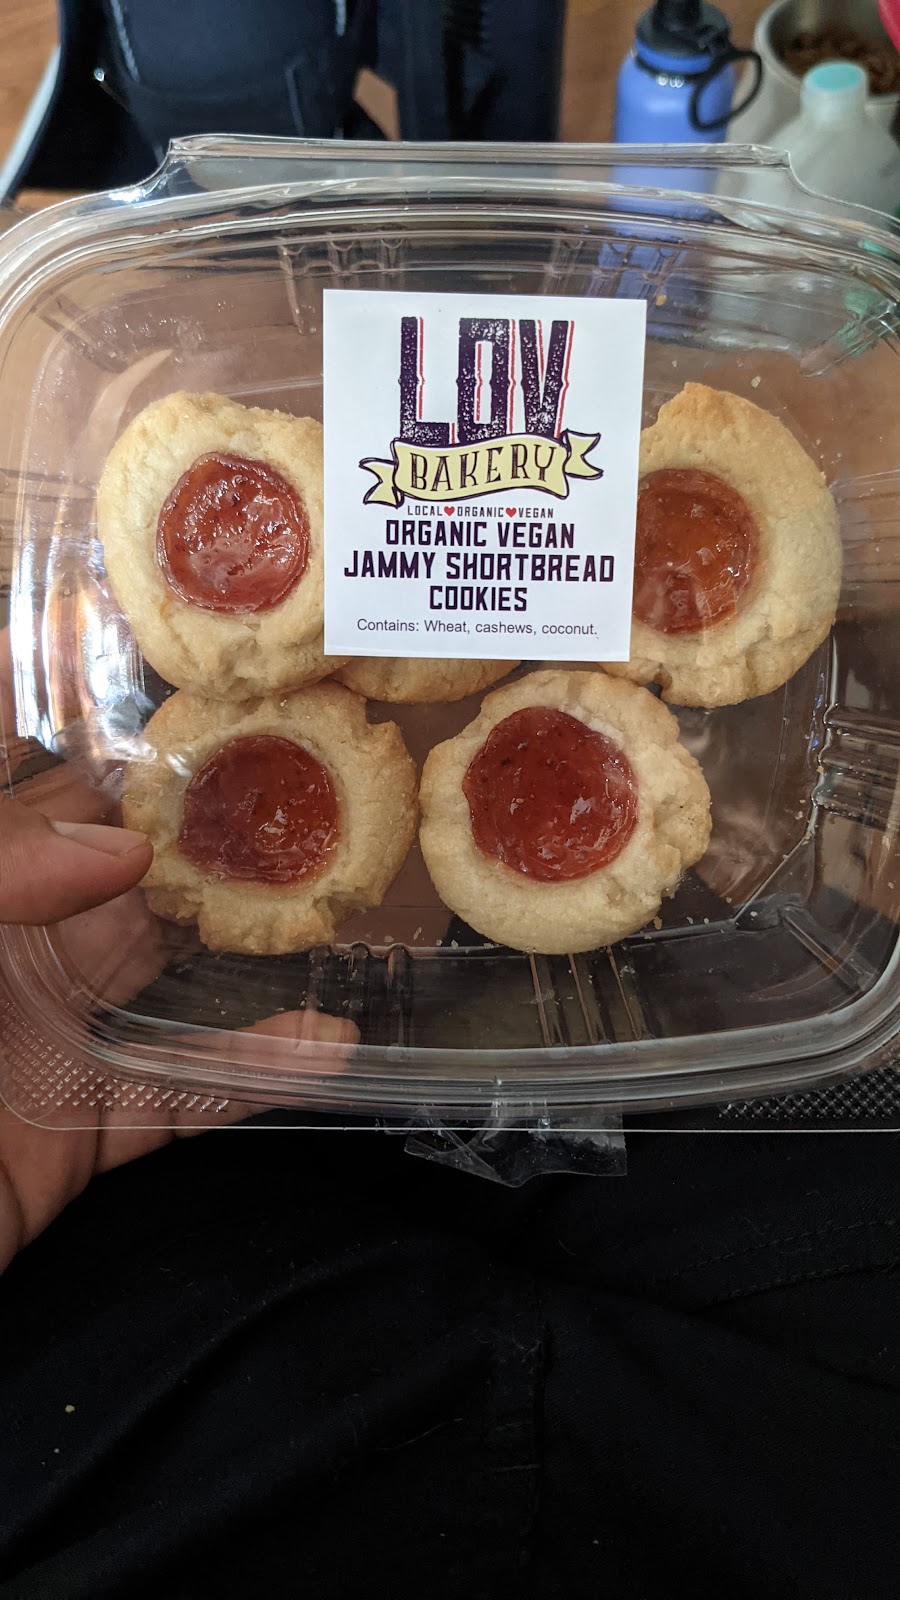 LOV
BAKERY
LOCAL♥ORGANIC♥VEGAN
ORGANIC VEGAN
JAMMY SHORTBREAD
COOKIES
Contains: Wheat, cashews, coconut.